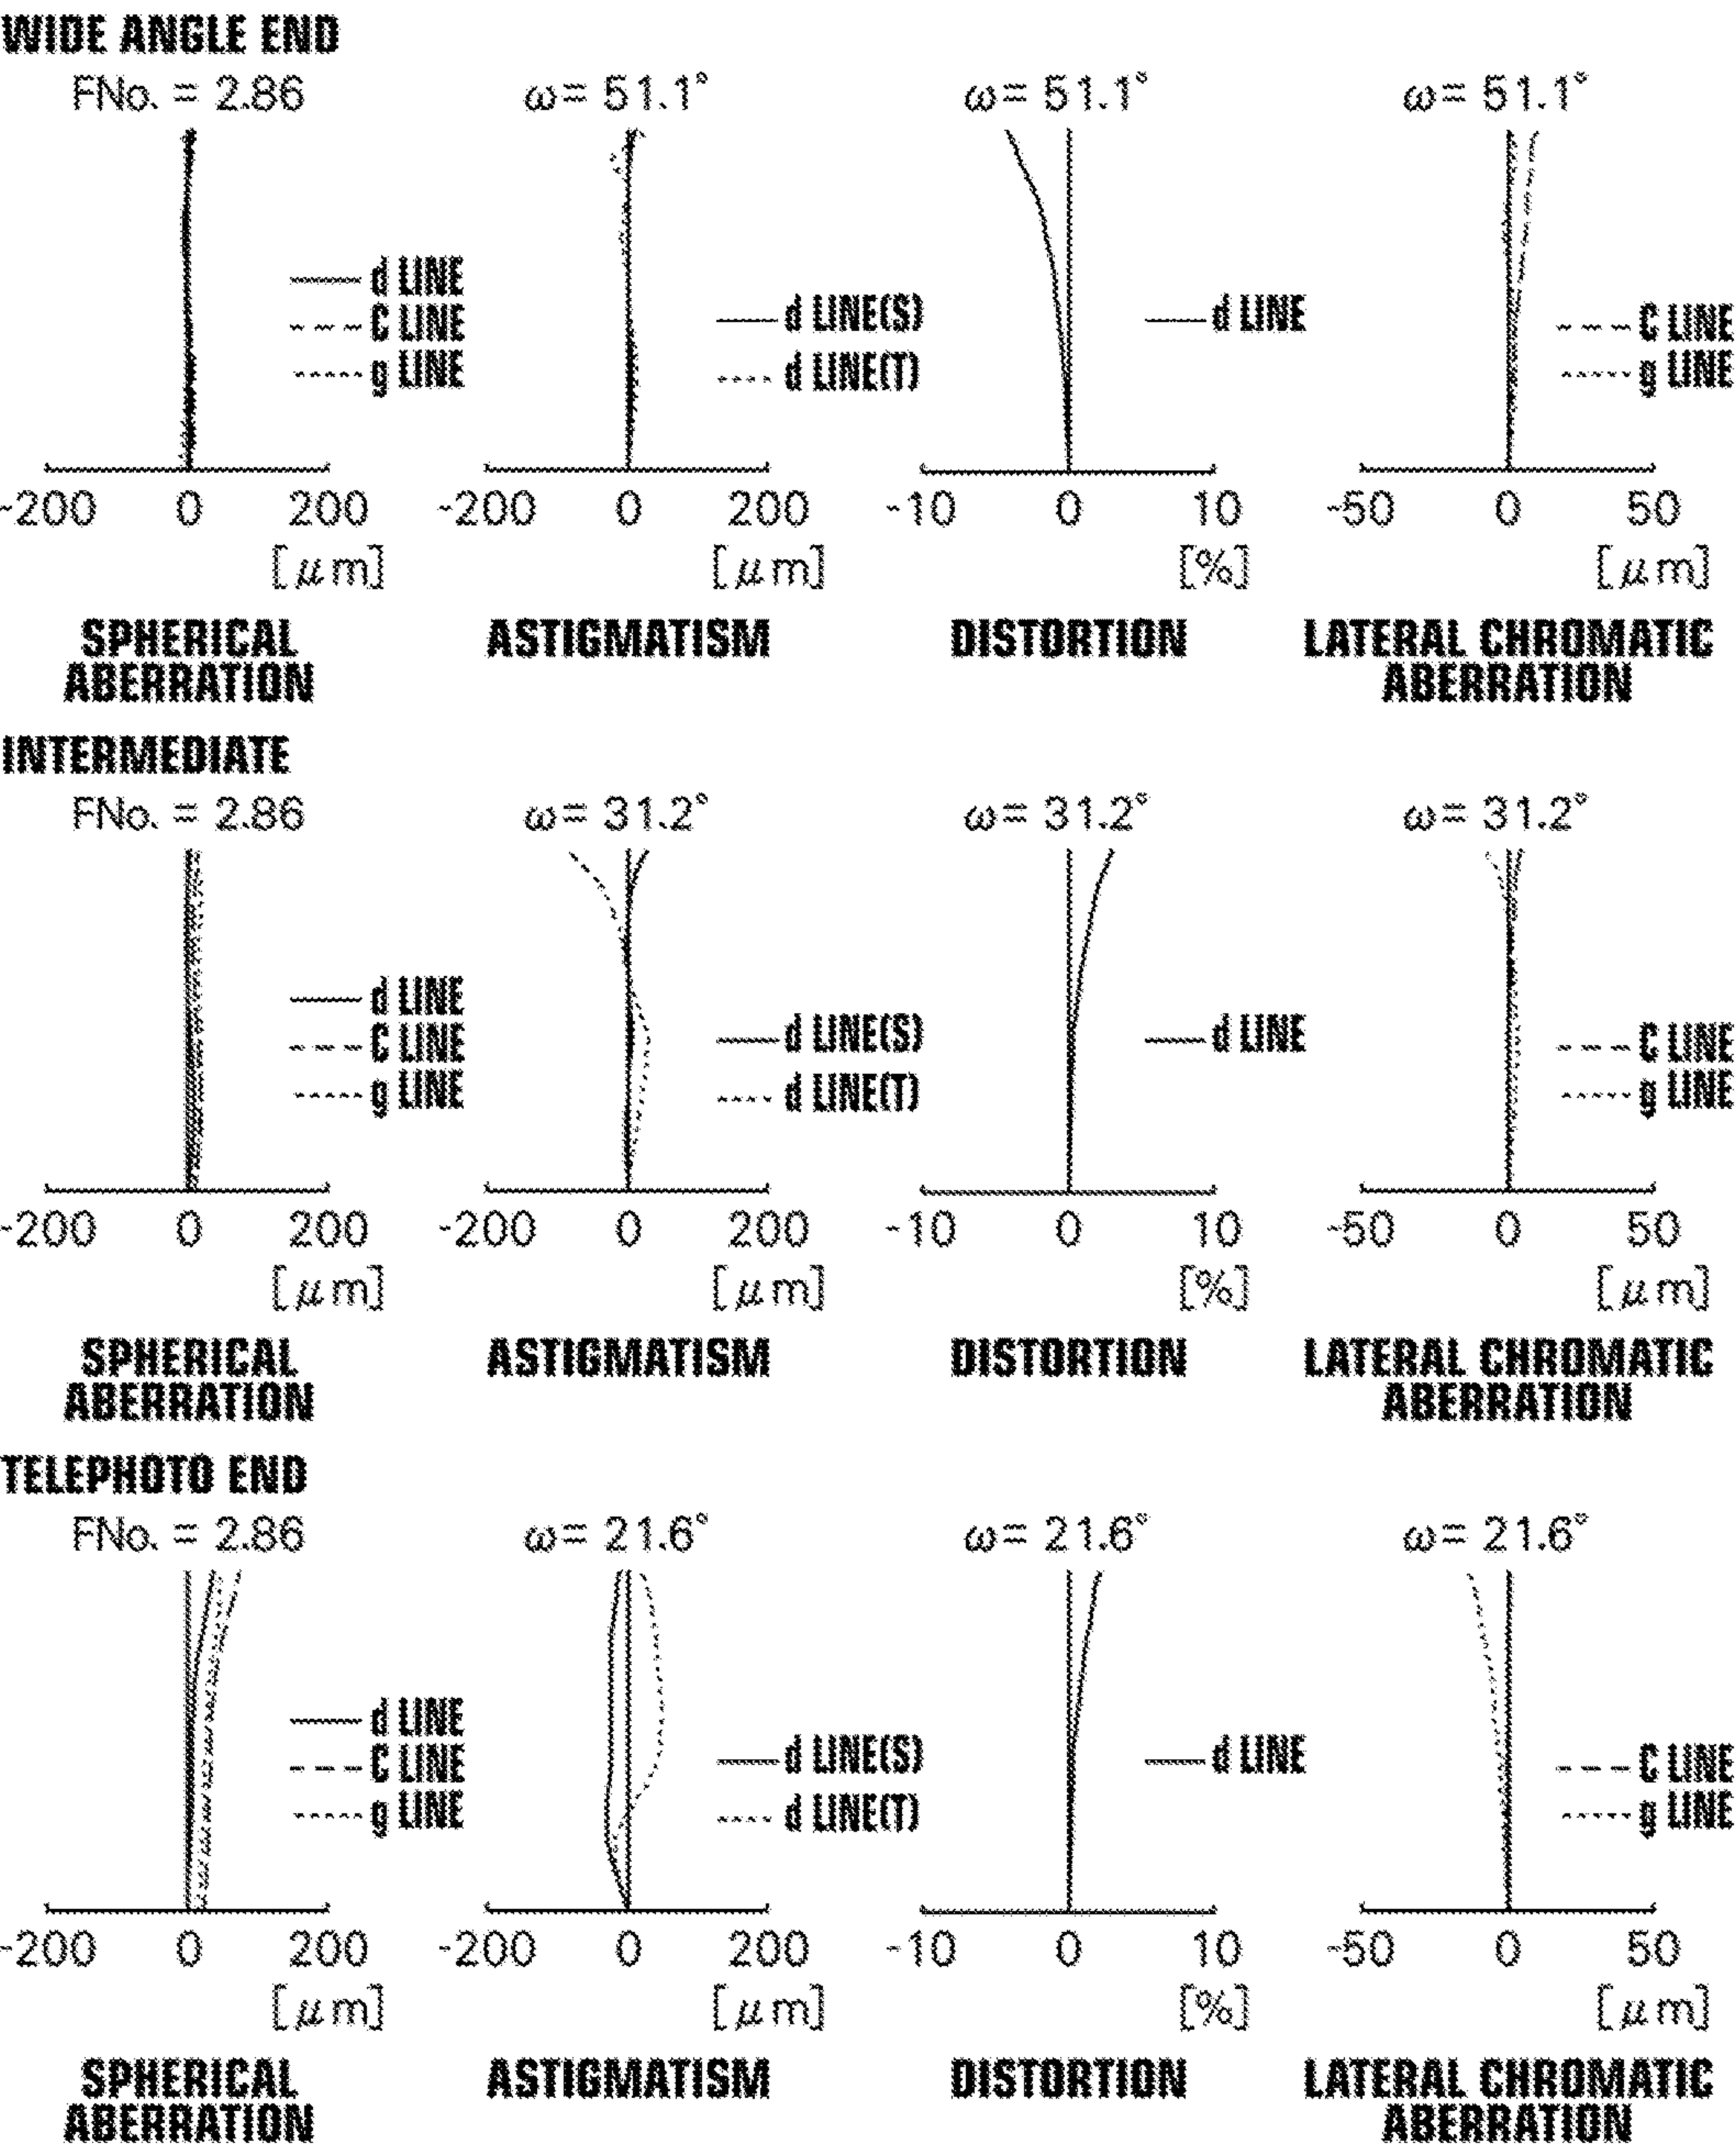 WIDE ANGLE END
FNo. = 2.86
ω= 51.1°
ω= 51.1°
ω= 51.1°
d LINE
C LINE
g LINE
d LINE(S)
d LINE(T)
d LINE
C LINE
g LINE
-200 0 200
-200 0 200
-10 0 10
-50 0 50
[μm]
[μm]
[%]
[μm]
SPHERICAL
ABERRATION
ASTIGMATISM
DISTORTION
LATERAL CHROMATIC
ABERRATION
INTERMEDIATE
FNo. = 2.86
ω= 31.2°
ω= 31.2°
ω= 31.2°
d LINE
C LINE
g LINE
d LINE(S)
d LINE(T)
d LINE
C LINE
g LINE
-200 0 200
-200 0 200
-10 0 10
-50 0 50
[μm]
[μm]
[%]
[μm]
SPHERICAL
ABERRATION
ASTIGMATISM
DISTORTION
LATERAL CHROMATIC
ABERRATION
TELEPHOTO END
FNo. = 2.86
ω= 21.6°
ω= 21.6°
ω= 21.6°
d LINE
C LINE
g LINE
d LINE(S)
d LINE(T)
d LINE
C LINE
g LINE
-200 0 200
-200 0 200
-10 0 10
-50 0 50
[μm]
[μm]
[%]
[μm]
SPHERICAL
ABERRATION
ASTIGMATISM
DISTORTION
LATERAL CHROMATIC
ABERRATION